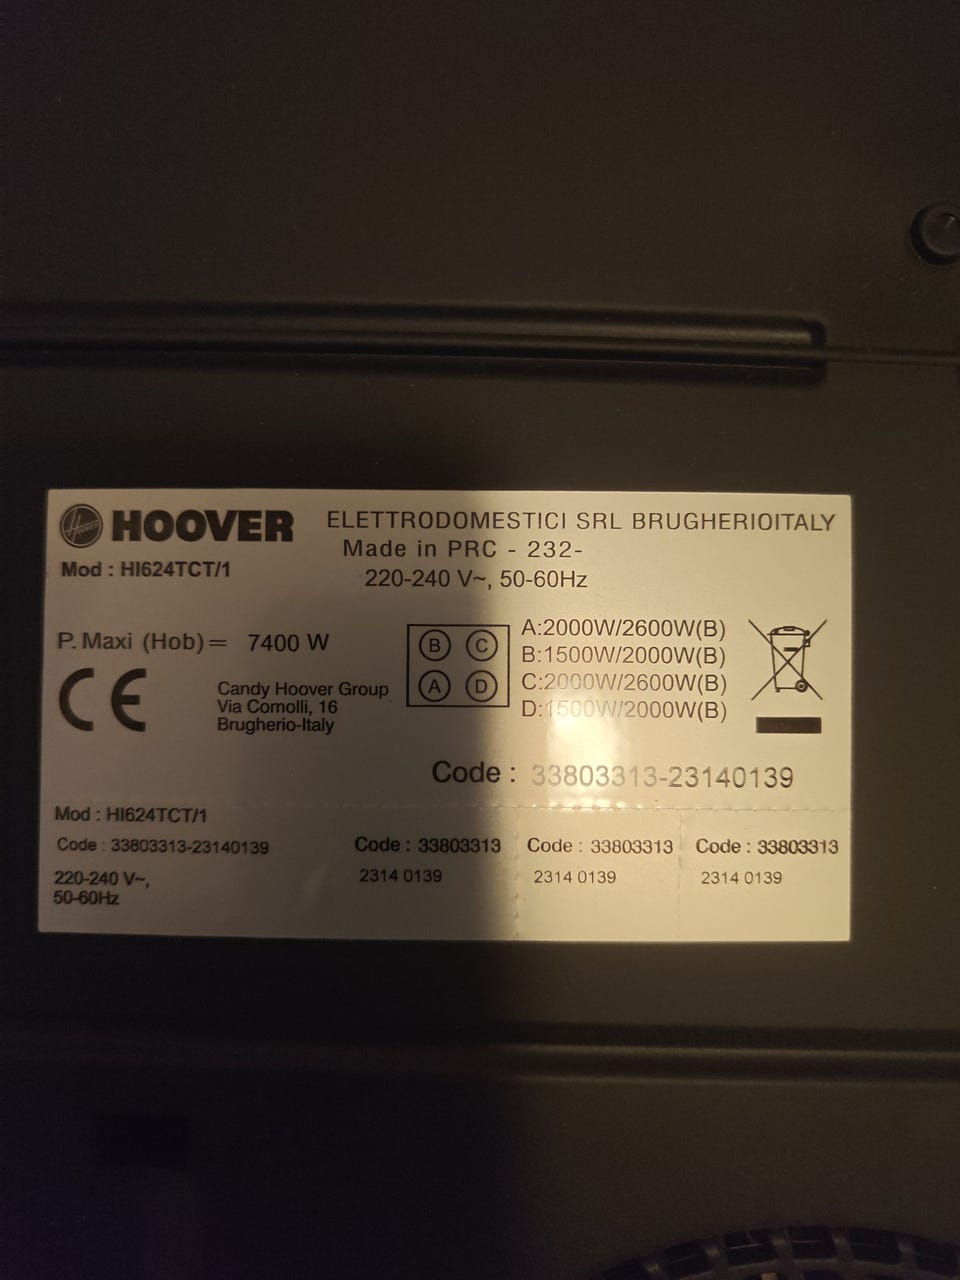 HOOVER ELETTRODOMESTICI SRL BRUGHERIOITALY
Made in PRC - 232-
Mod : HI624TCT/1
220-240 V~, 50-60Hz
P. Maxi (Hob) = 7400 W
B C
A D
A:2000W/2600W(B)
B:1500W/2000W(B)
C:2000W/2600W(B)
D:1500W/2000W(B)
CE
Candy Hoover Group
Via Comolli, 16
Brugherio-Italy
Code : 33803313-23140139
Mod : HI624TCT/1
Code : 33803313-23140139
220-240 V~,
50-60Hz
Code : 33803313
2314 0139
Code : 33803313
2314 0139
Code : 33803313
2314 0139